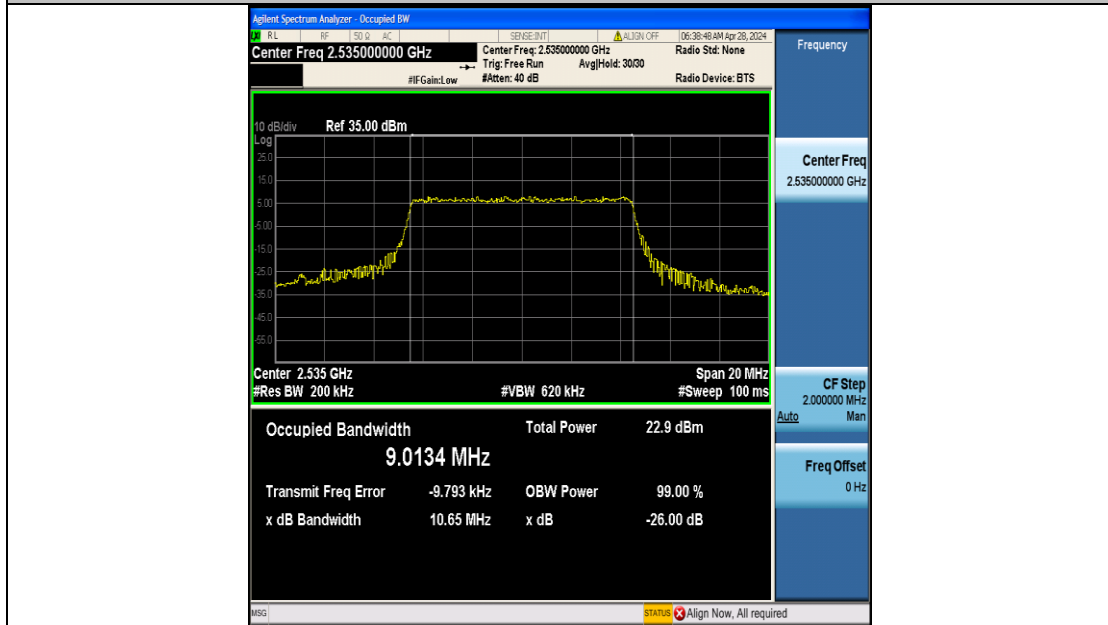 Agilent Spectrum Analyzer - Occupied BW
RL RF 50 Ω AC SENSE:INT ALIGN OFF 06:38:48 AM Apr 28, 2024
Center Freq 2.535000000 GHz
Center Freq: 2.535000000 GHz Radio Std: None
Trig: Free Run Avg|Hold: 30/30
#IFGain:Low #Atten: 40 dB Radio Device: BTS
10 dB/div Ref 35.00 dBm
Log
25.0
15.0
5.00
-5.00
-15.0
-25.0
-35.0
-45.0
-55.0
Center 2.535 GHz Span 20 MHz
#Res BW 200 kHz #VBW 620 kHz #Sweep 100 ms
Occupied Bandwidth Total Power 22.9 dBm
9.0134 MHz
Transmit Freq Error -9.793 kHz OBW Power 99.00 %
x dB Bandwidth 10.65 MHz x dB -26.00 dB
Frequency
Center Freq
2.535000000 GHz
CF Step
2.000000 MHz
Auto Man
Freq Offset
0 Hz
MSG STATUS Align Now, All required